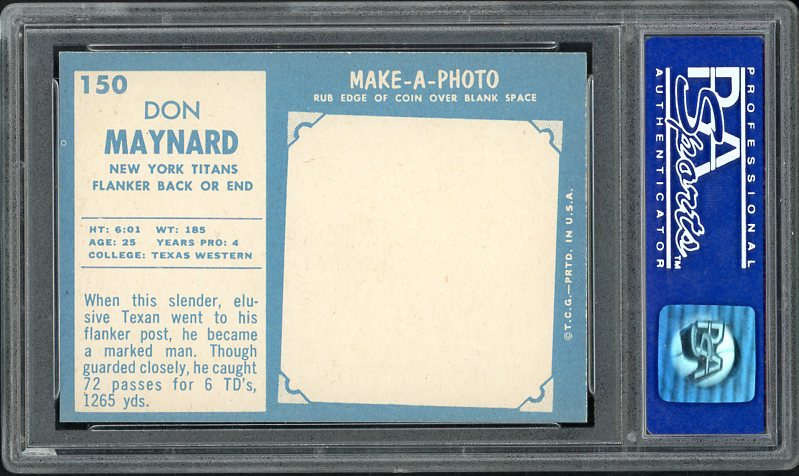 150
DON
MAYNARD
NEW YORK TITANS
FLANKER BACK OR END
HT: 6:01 WT: 185
AGE: 25 YEARS PRO: 4
COLLEGE: TEXAS WESTERN
When this slender, elu-
sive Texan went to his
flanker post, he became
a marked man. Though
guarded closely, he caught
72 passes for 6 TD's,
1265 yds.
MAKE-A-PHOTO
RUB EDGE OF COIN OVER BLANK SPACE
©T.C.G.—PRTD. IN U.S.A.
PROFESSIONAL
PSA
Sports™
AUTHENTICATOR
PSA